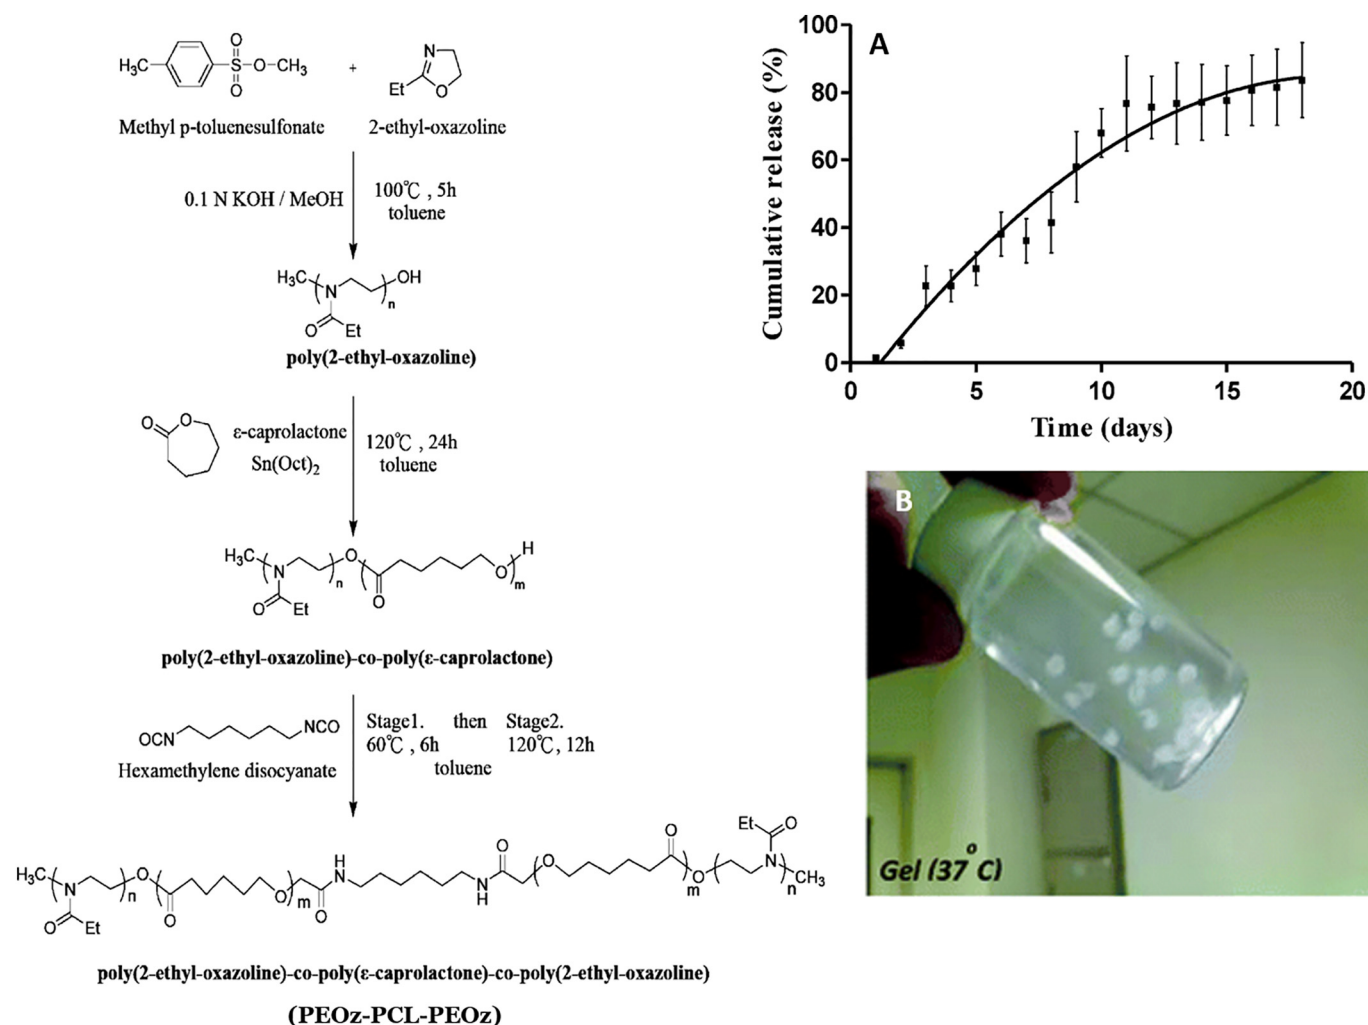 H₃C
O
S
O
O
CH₃
+
N
Et
O
Methyl p-toluenesulfonate
2-ethyl-oxazoline
0.1 N KOH / MeOH
100℃ , 5h
toluene
H₃C
N
OH
n
O
Et
poly(2-ethyl-oxazoline)
O
O
ε-caprolactone
Sn(Oct)₂
120℃ , 24h
toluene
H₃C
N
n
O
O
O
H
m
O
Et
poly(2-ethyl-oxazoline)-co-poly(ε-caprolactone)
OCN
NCO
Hexamethylene disocyanate
Stage1. then Stage2.
60℃ , 6h 120℃, 12h
toluene
H₃C
N
n
O
O
Et
O
O
m
O
H
N
N
H
O
O
O
m
O
Et
O
N
n
CH₃
poly(2-ethyl-oxazoline)-co-poly(ε-caprolactone)-co-poly(2-ethyl-oxazoline)
(PEOz-PCL-PEOz)
A
Cumulative release (%)
100
80
60
40
20
0
0 5 10 15 20
Time (days)
B
Gel (37°C)